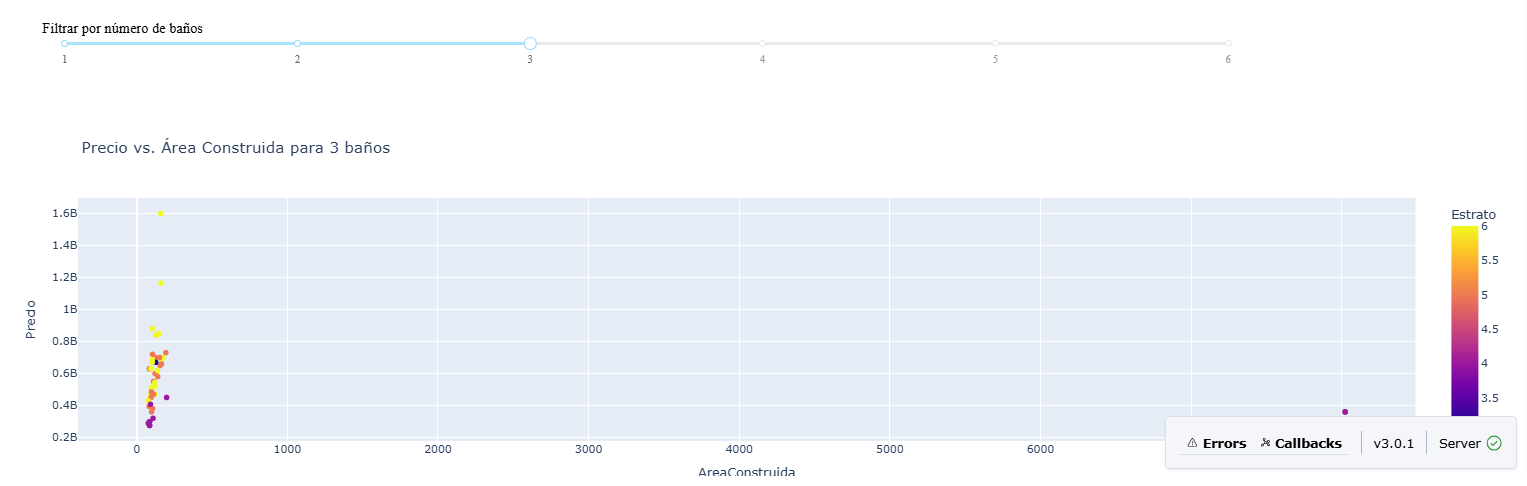 Filtrar por número de baños
1 2 3 4 5 6
Precio vs. Área Construida para 3 baños
Estrato
6
5.5
5
4.5
4
3.5
Precio
1.6B
1.4B
1.2B
1B
0.8B
0.6B
0.4B
0.2B
0 1000 2000 3000 4000 5000 6000
AreaConstruida
Errors Callbacks v3.0.1 Server